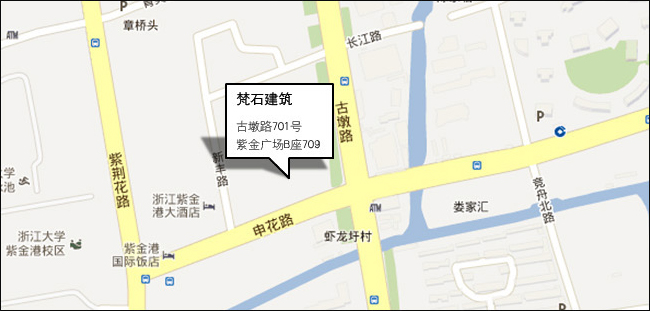 章桥头
P
ATM
长江路
梵石建筑
古墩路701号
紫金广场B座709
古墩路
P
紫荆花路
新丰路
浙江紫金
港大酒店
竞舟北路
P
ATM
娄家汇
申花路
虾龙圩村
浙江大学
紫金港校区
紫金港
国际饭店
ATM